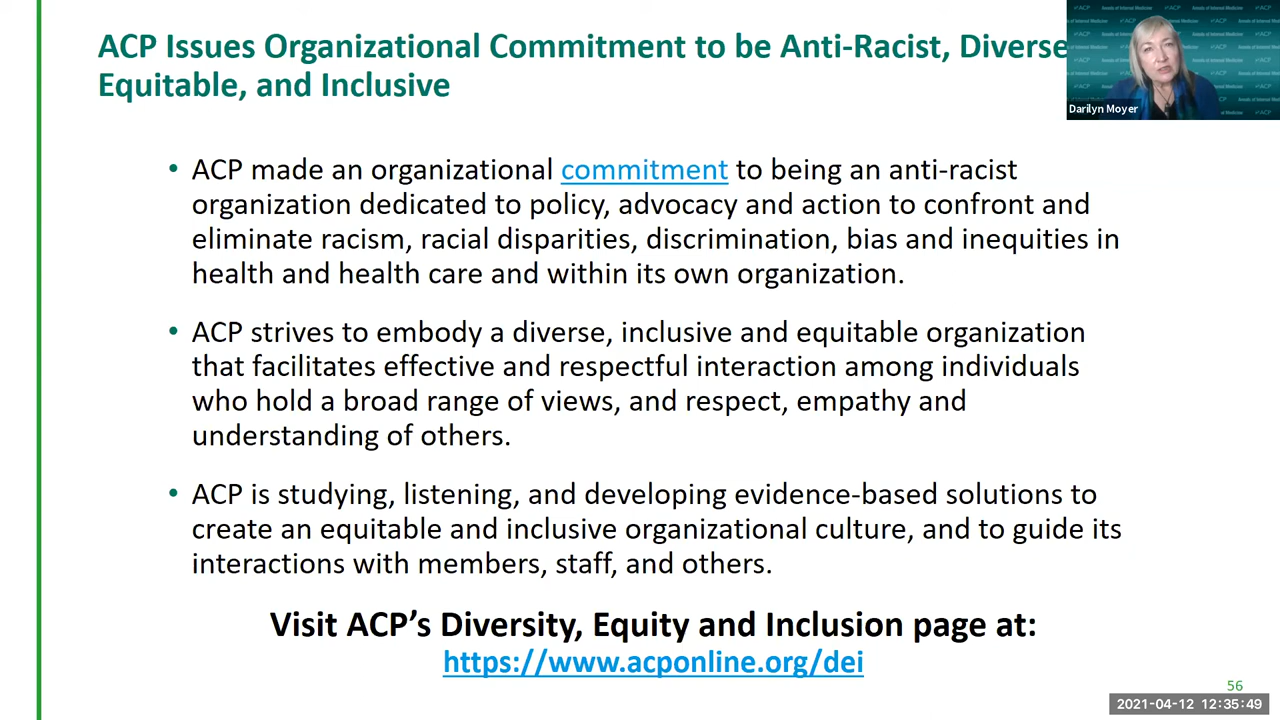 ACP Issues Organizational Commitment to be Anti-Racist, Diverse
Equitable, and Inclusive
Darilyn Moyer
• ACP made an organizational commitment to being an anti-racist
organization dedicated to policy, advocacy and action to confront and
eliminate racism, racial disparities, discrimination, bias and inequities in
health and health care and within its own organization.
• ACP strives to embody a diverse, inclusive and equitable organization
that facilitates effective and respectful interaction among individuals
who hold a broad range of views, and respect, empathy and
understanding of others.
• ACP is studying, listening, and developing evidence-based solutions to
create an equitable and inclusive organizational culture, and to guide its
interactions with members, staff, and others.
Visit ACP’s Diversity, Equity and Inclusion page at:
https://www.acponline.org/dei
56
2021-04-12 12:35:49